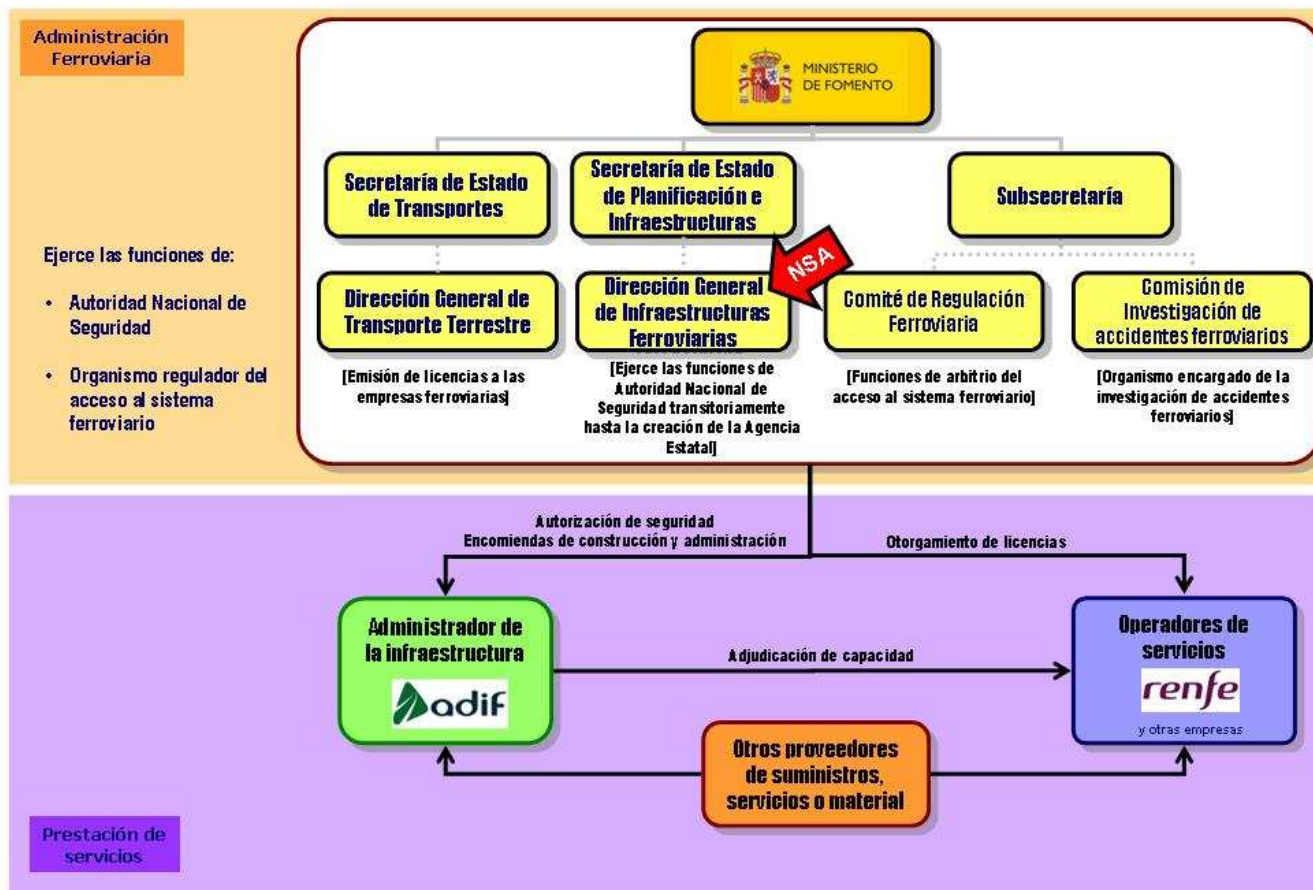 Administración
Ferroviaria
MINISTERIO
DE FOMENTO
Secretaría de Estado
de Transportes
Secretaría de Estado
de Planificación e
Infraestructuras
Subsecretaría
Ejerce las funciones de:
• Autoridad Nacional de
Seguridad
• Organismo regulador del
acceso al sistema
ferroviario
NSA
Dirección General de
Transporte Terrestre
Dirección General
de Infraestructuras
Ferroviarias
Comité de Regulación
Ferroviaria
Comisión de
Investigación de
accidentes ferroviarios
[Emisión de licencias a las
empresas ferroviarias]
[Ejerce las funciones de
Autoridad Nacional de
Seguridad transitoriamente
hasta la creación de la Agencia
Estatal]
[Funciones de arbitrio del
acceso al sistema ferroviario]
[Organismo encargado de la
investigación de accidentes
ferroviarios]
Autorización de seguridad
Encomiendas de construcción y administración
Otorgamiento de licencias
Administrador de
la infraestructura
adif
Adjudicación de capacidad
Operadores de
servicios
renfe
y otras empresas
Otros proveedores
de suministros,
servicios o material
Prestación de
servicios